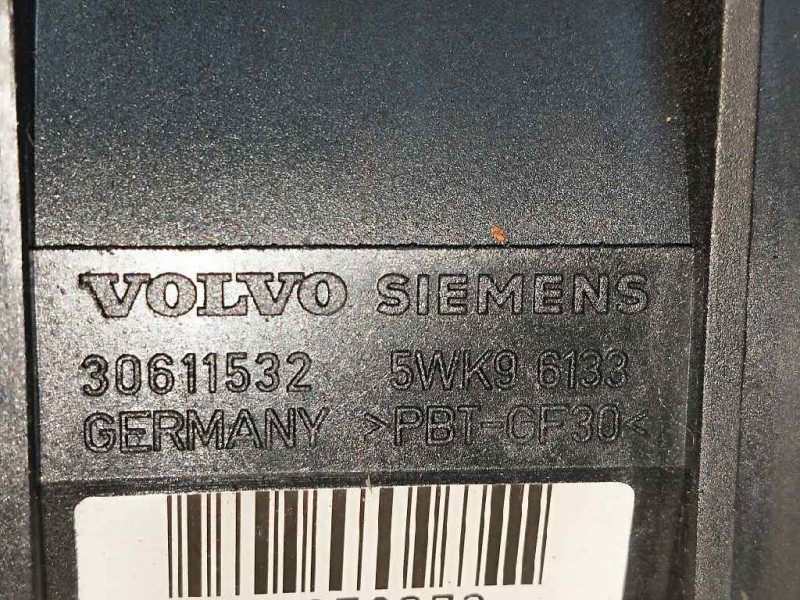 VOLVO SIEMENS
30611532 5WK9 6133
GERMANY >PBT-GF30<